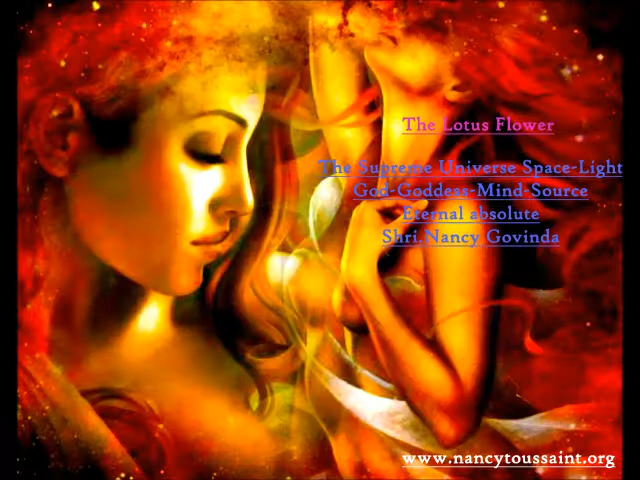 The Lotus Flower
The Supreme Universe Space-Light
God-Goddess-Mind-Source
Eternal absolute
Shri.Nancy Govinda
www.nancytoussaint.org